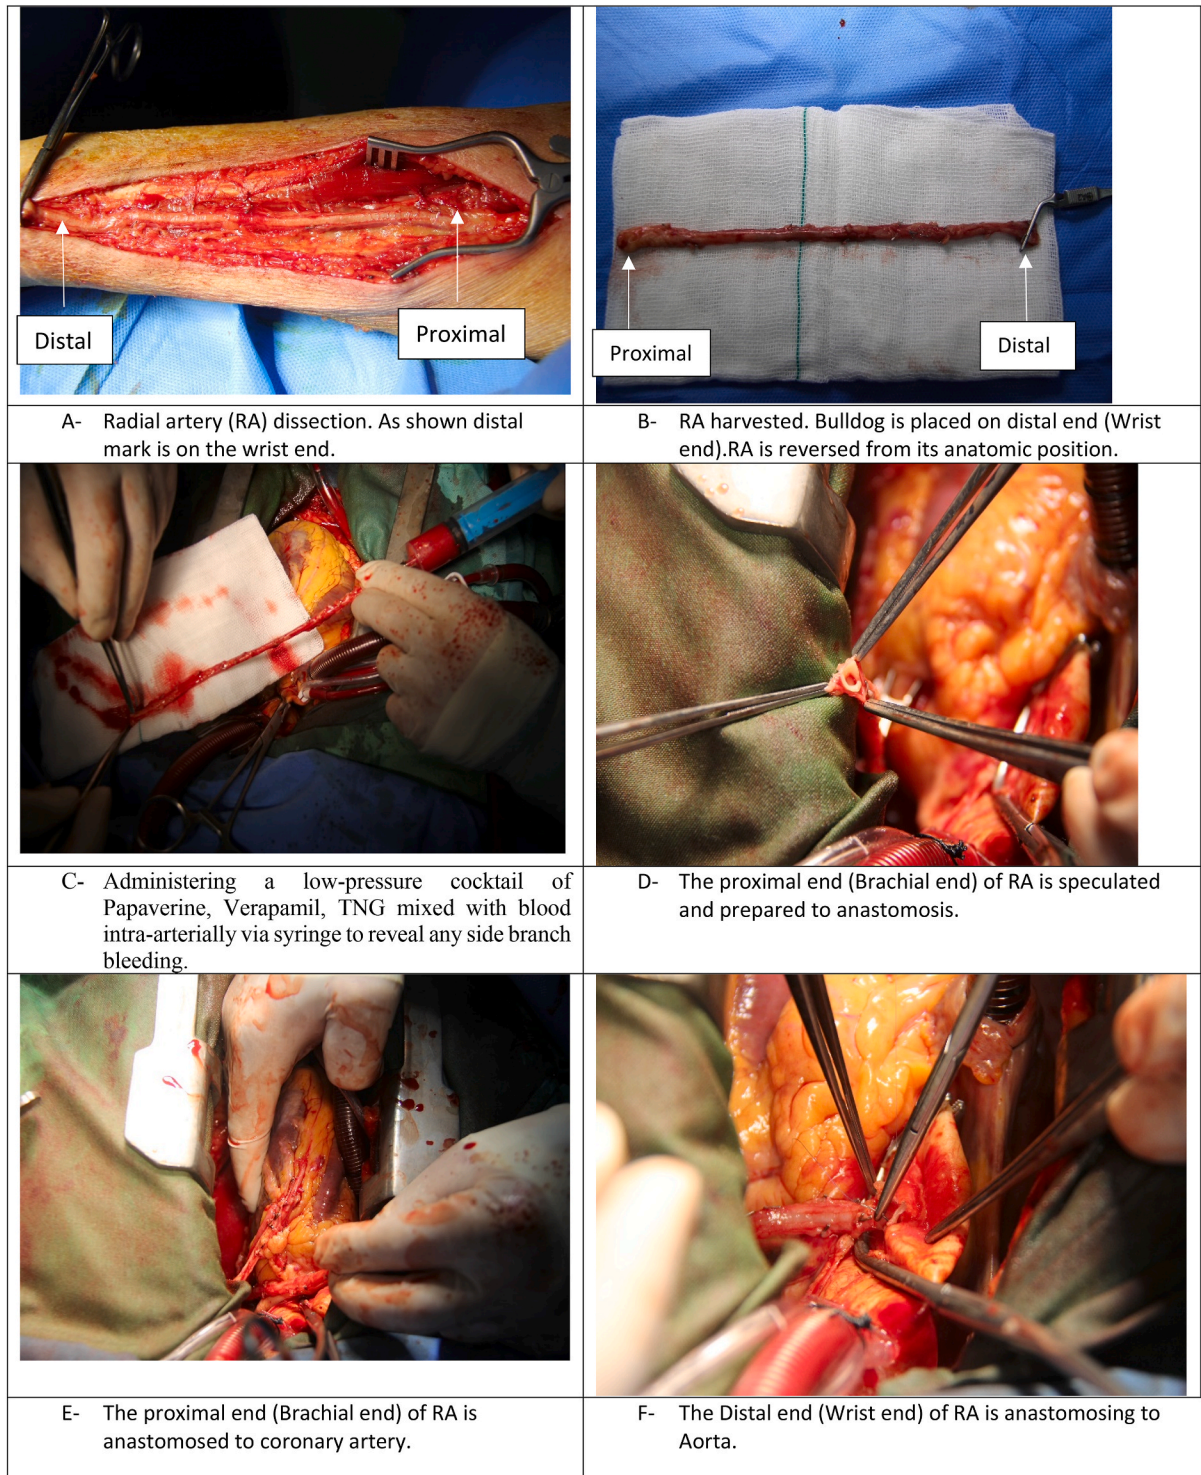 Distal
Proximal
Proximal
Distal
A- Radial artery (RA) dissection. As shown distal
mark is on the wrist end.
B- RA harvested. Bulldog is placed on distal end (Wrist
end).RA is reversed from its anatomic position.
C- Administering a low-pressure cocktail of
Papaverine, Verapamil, TNG mixed with blood
intra-arterially via syringe to reveal any side branch
bleeding.
D- The proximal end (Brachial end) of RA is speculated
and prepared to anastomosis.
E- The proximal end (Brachial end) of RA is
anastomosed to coronary artery.
F- The Distal end (Wrist end) of RA is anastomosing to
Aorta.